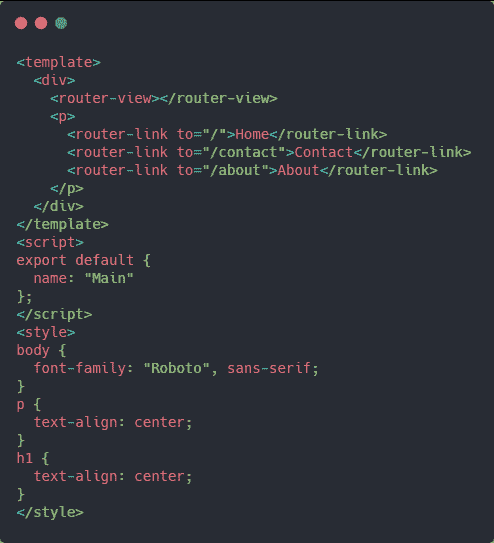 <template>
  <div>
    <router-view></router-view>
    <p>
      <router-link to="/">Home</router-link>
      <router-link to="/contact">Contact</router-link>
      <router-link to="/about">About</router-link>
    </p>
  </div>
</template>
<script>
export default {
  name: "Main"
};
</script>
<style>
body {
  font-family: "Roboto", sans-serif;
}
p {
  text-align: center;
}
h1 {
  text-align: center;
}
</style>